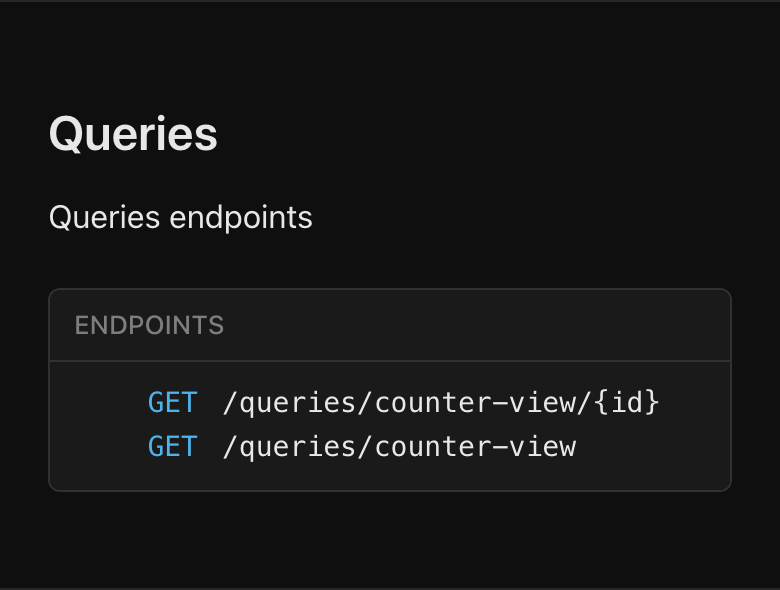 Queries
Queries endpoints
ENDPOINTS
GET /queries/counter-view/{id}
GET /queries/counter-view